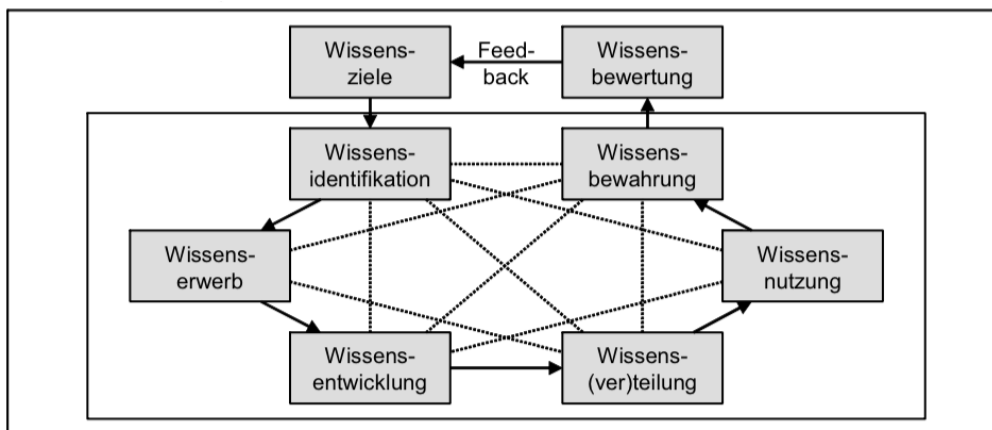 Wissens-
ziele
Feed-
back
Wissens-
bewertung
Wissens-
identifikation
Wissens-
bewahrung
Wissens-
erwerb
Wissens-
nutzung
Wissens-
entwicklung
Wissens-
(ver)teilung